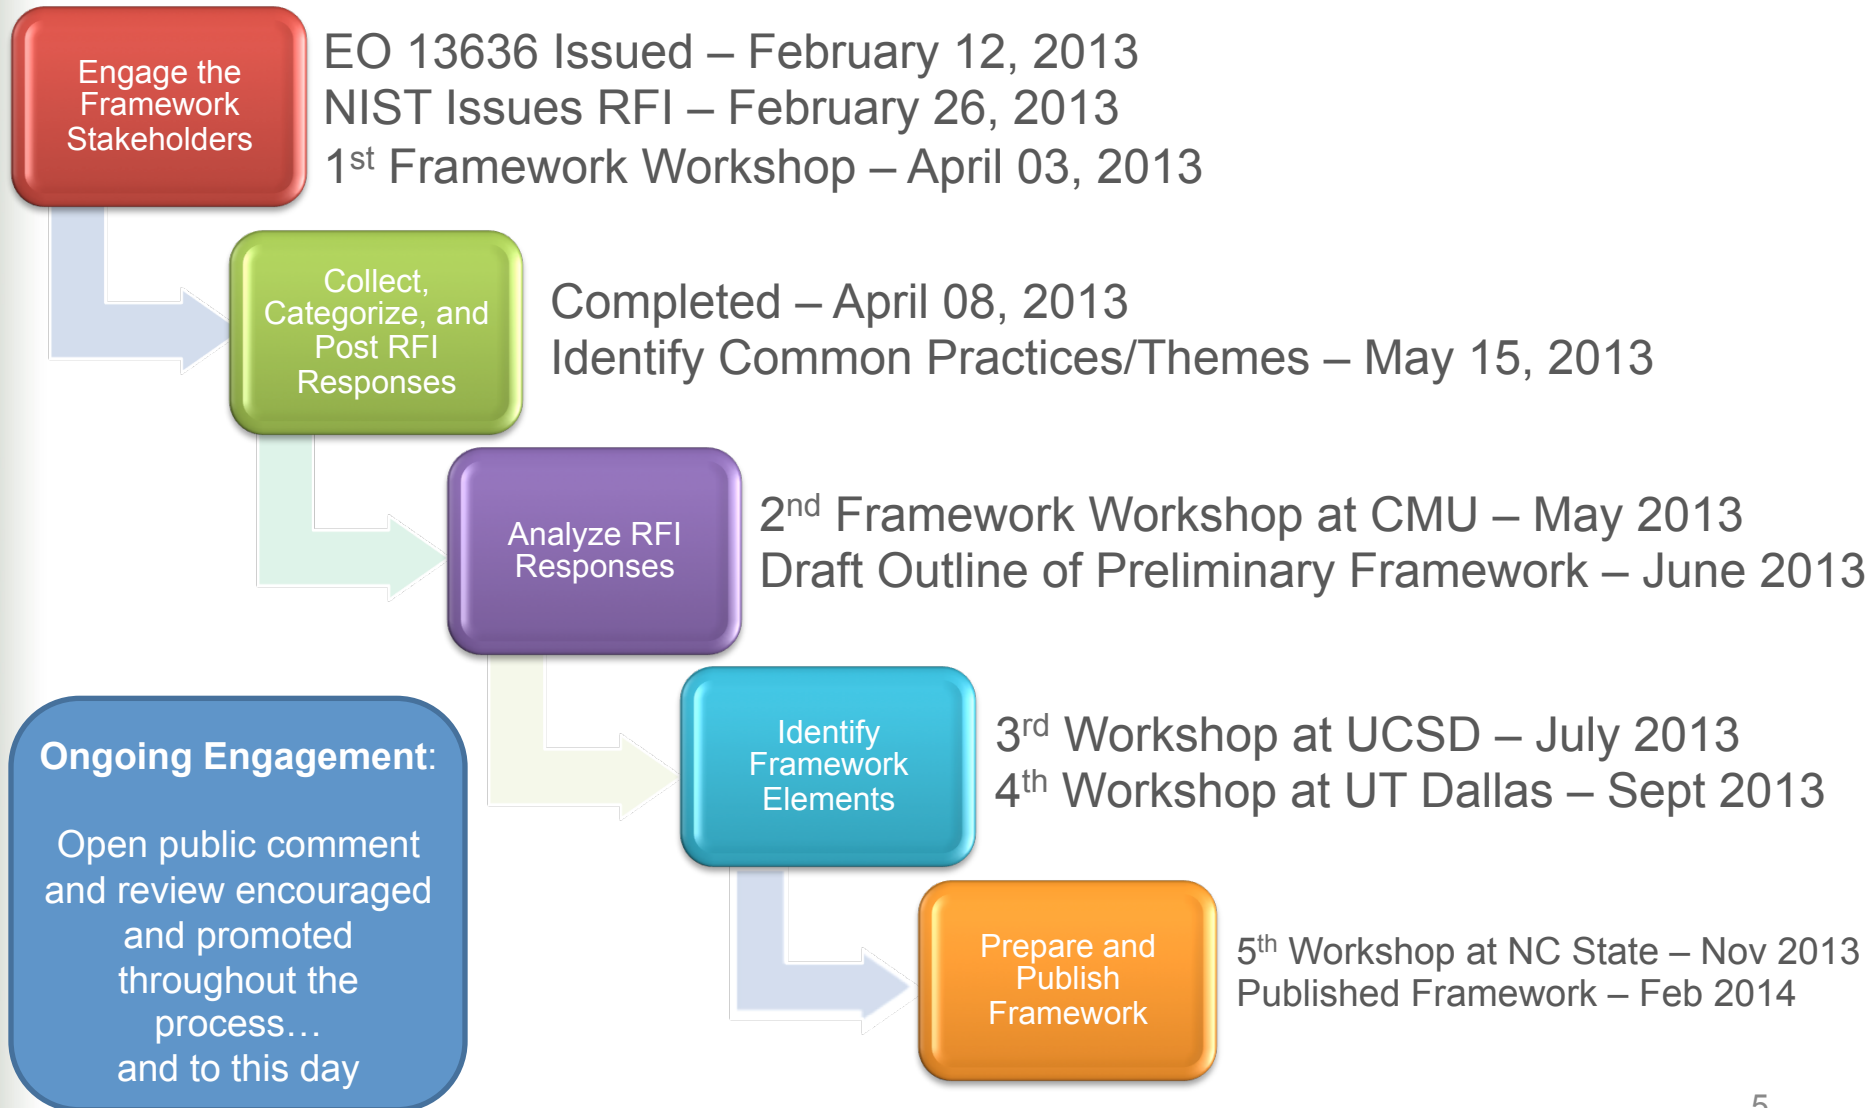 Engage the
Framework
Stakeholders
EO 13636 Issued – February 12, 2013
NIST Issues RFI – February 26, 2013
1st Framework Workshop – April 03, 2013
Collect,
Categorize, and
Post RFI
Responses
Completed – April 08, 2013
Identify Common Practices/Themes – May 15, 2013
Analyze RFI
Responses
2nd Framework Workshop at CMU – May 2013
Draft Outline of Preliminary Framework – June 2013
Identify
Framework
Elements
3rd Workshop at UCSD – July 2013
4th Workshop at UT Dallas – Sept 2013
Ongoing Engagement:
Open public comment
and review encouraged
and promoted
throughout the
process…
and to this day
Prepare and
Publish
Framework
5th Workshop at NC State – Nov 2013
Published Framework – Feb 2014
5